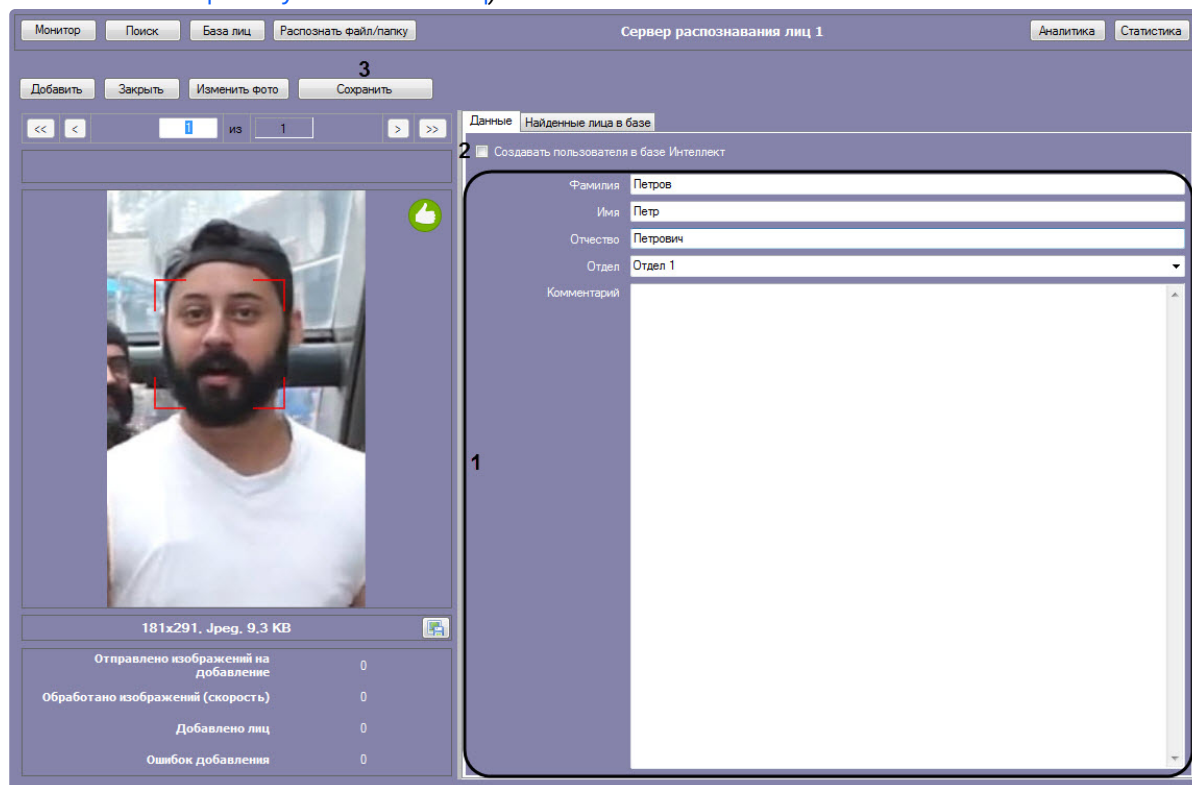 Монитор Поиск База лиц Распознать файл/папку Сервер распознавания лиц 1 Аналитика Статистика
3
Добавить Закрыть Изменить фото Сохранить
<< < 1 из 1 > >>
Данные Найденные лица в базе
2 Создавать пользователя в базе Интеллект
Фамилия Петров
Имя Петр
Отчество Петрович
Отдел Отдел 1
Комментарий
1
181x291, Jpeg, 9,3 KB
Отправлено изображений на
добавление 0
Обработано изображений (скорость) 0
Добавлено лиц 0
Ошибок добавления 0